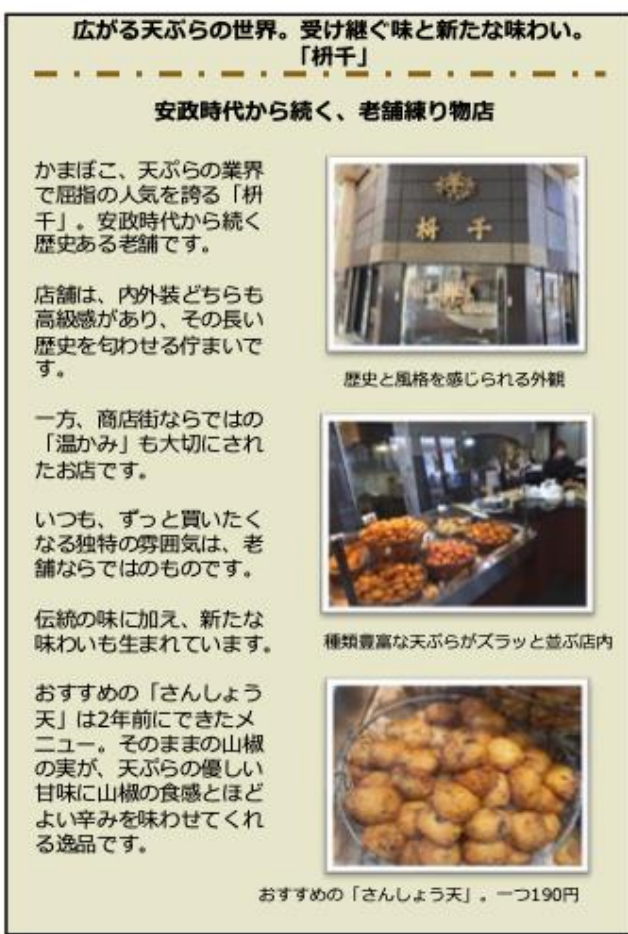 広がる天ぷらの世界。受け継ぐ味と新たな味わい。
「枡千」
安政時代から続く、老舗練り物店
かまぼこ、天ぷらの業界
で屈指の人気を誇る「枡
千」。安政時代から続く
歴史ある老舗です。
店舗は、内外装どちらも
高級感があり、その長い
歴史を匂わせる佇まいで
す。
一方、商店街ならではの
「温かみ」も大切にされ
たお店です。
いつも、ずっと買いたく
なる独特の雰囲気は、老
舗ならではのものです。
伝統の味に加え、新たな
味わいも生まれています。
おすすめの「さんしょう
天」は2年前にできたメ
ニュー。そのままの山椒
の実が、天ぷらの優しい
甘味に山椒の食感とほど
よい辛みを味わせてくれ
る逸品です。
枡千
歴史と風格を感じられる外観
種類豊富な天ぷらがズラッと並ぶ店内
おすすめの「さんしょう天」。一つ190円